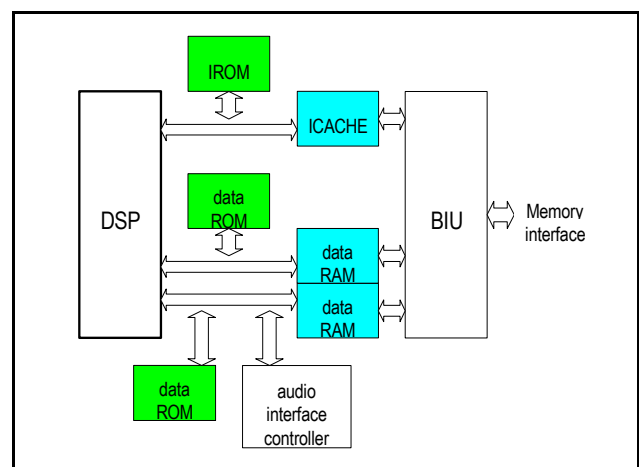 IROM
ICACHE
DSP
data
ROM
BIU
Memory
interface
data
RAM
data
RAM
data
ROM
audio
interface
controller